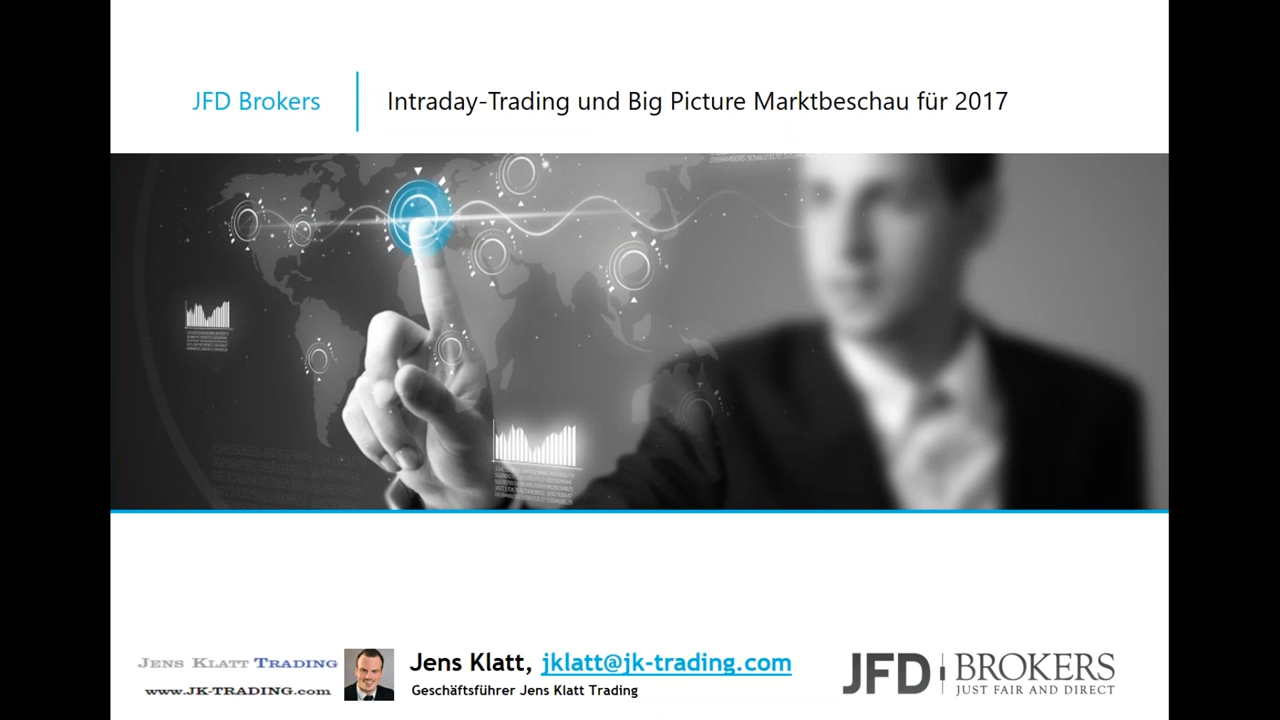 JFD Brokers
Intraday-Trading und Big Picture Marktbeschau für 2017
JENS KLATT TRADING
www.JK-TRADING.com
Jens Klatt, jklatt@jk-trading.com
Geschäftsführer Jens Klatt Trading
JFD BROKERS
JUST FAIR AND DIRECT